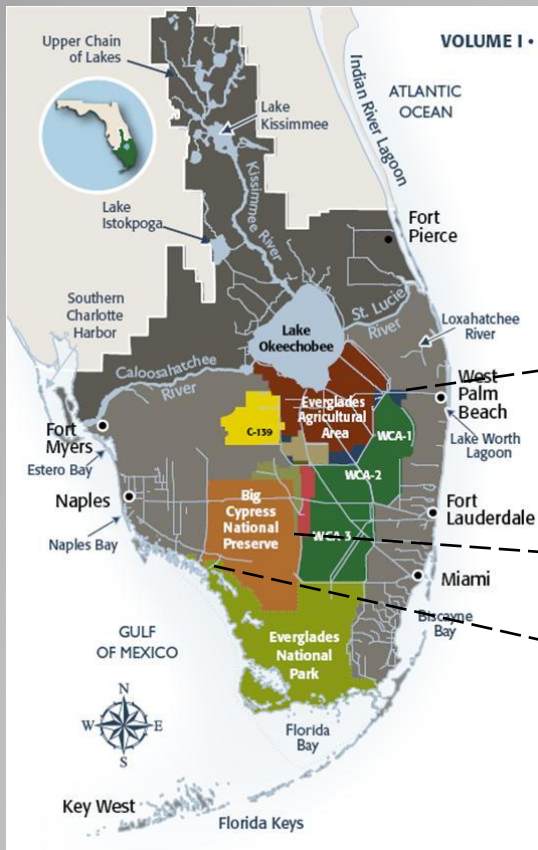 VOLUME I •
Upper Chain
of Lakes
Indian River Lagoon
ATLANTIC
OCEAN
Lake
Kissimmee
Kissimmee River
Lake
Istokpoga
Fort
Pierce
Southern
Charlotte
Harbor
St. Lucie
River
Loxahatchee
River
Lake
Okeechobee
Caloosahatchee
River
West
Palm
Beach
Everglades
Agricultural
Area
C-139
WCA-1
Lake Worth
Lagoon
Fort
Myers
Estero Bay
WCA-2
Naples
Big
Cypress
National
Preserve
Fort
Lauderdale
WCA-3
Naples Bay
Miami
Biscayne
Bay
GULF
OF MEXICO
Everglades
National
Park
N
W
E
S
Florida
Bay
Key West
Florida Keys